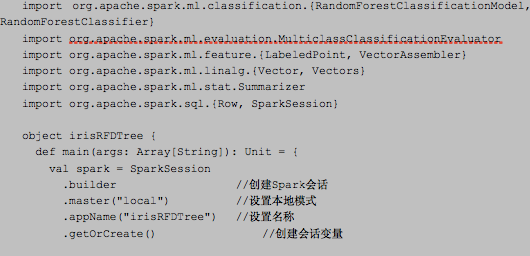 import org.apache.spark.ml.classification.{RandomForestClassificationModel,
RandomForestClassifier}
import org.apache.spark.ml.evaluation.MulticlassClassificationEvaluator
import org.apache.spark.ml.feature.{LabeledPoint, VectorAssembler}
import org.apache.spark.ml.linalg.{Vector, Vectors}
import org.apache.spark.ml.stat.Summarizer
import org.apache.spark.sql.{Row, SparkSession}
object irisRFDTree {
def main(args: Array[String]): Unit = {
val spark = SparkSession
.builder //创建Spark会话
.master("local") //设置本地模式
.appName("irisRFDTree") //设置名称
.getOrCreate() //创建会话变量